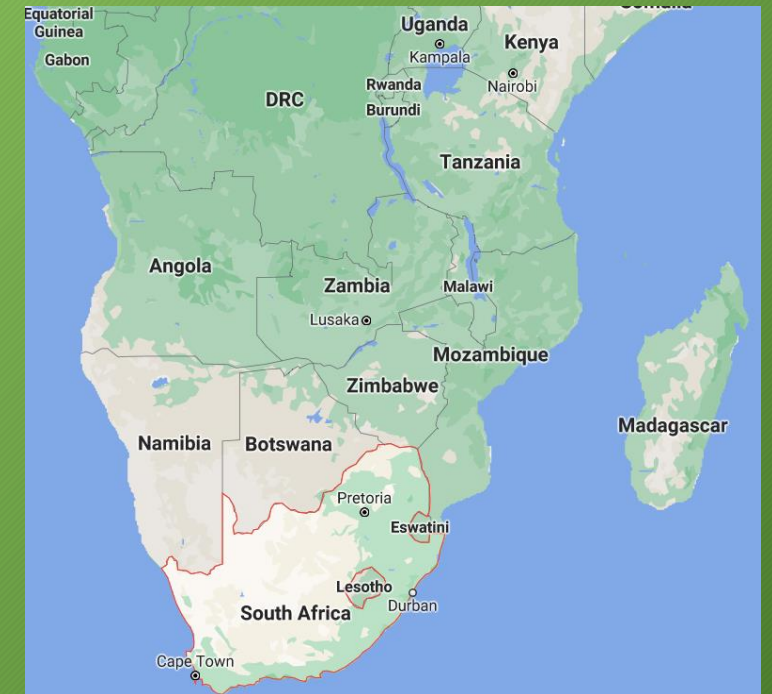 Somalia
Equatorial
Guinea
Gabon
Uganda
Kampala
Kenya
Nairobi
Rwanda
Burundi
DRC
Tanzania
Angola
Zambia
Malawi
Lusaka
Mozambique
Zimbabwe
Madagascar
Namibia
Botswana
Pretoria
Eswatini
Lesotho
Durban
South Africa
Cape Town